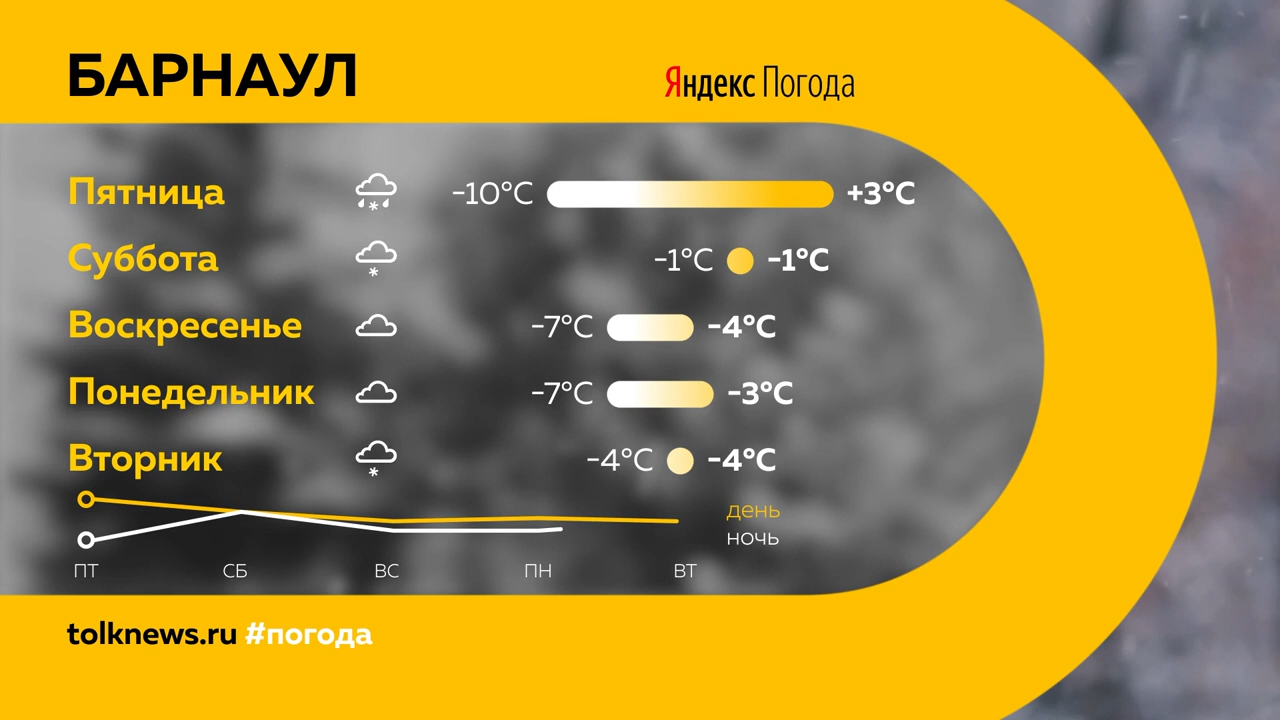 БАРНАУЛ
Яндекс Погода
Пятница -10°C +3°C
Суббота -1°C -1°C
Воскресенье -7°C -4°C
Понедельник -7°C -3°C
Вторник -4°C -4°C
день
ночь
ПТ СБ ВС ПН ВТ
tolknews.ru #погода